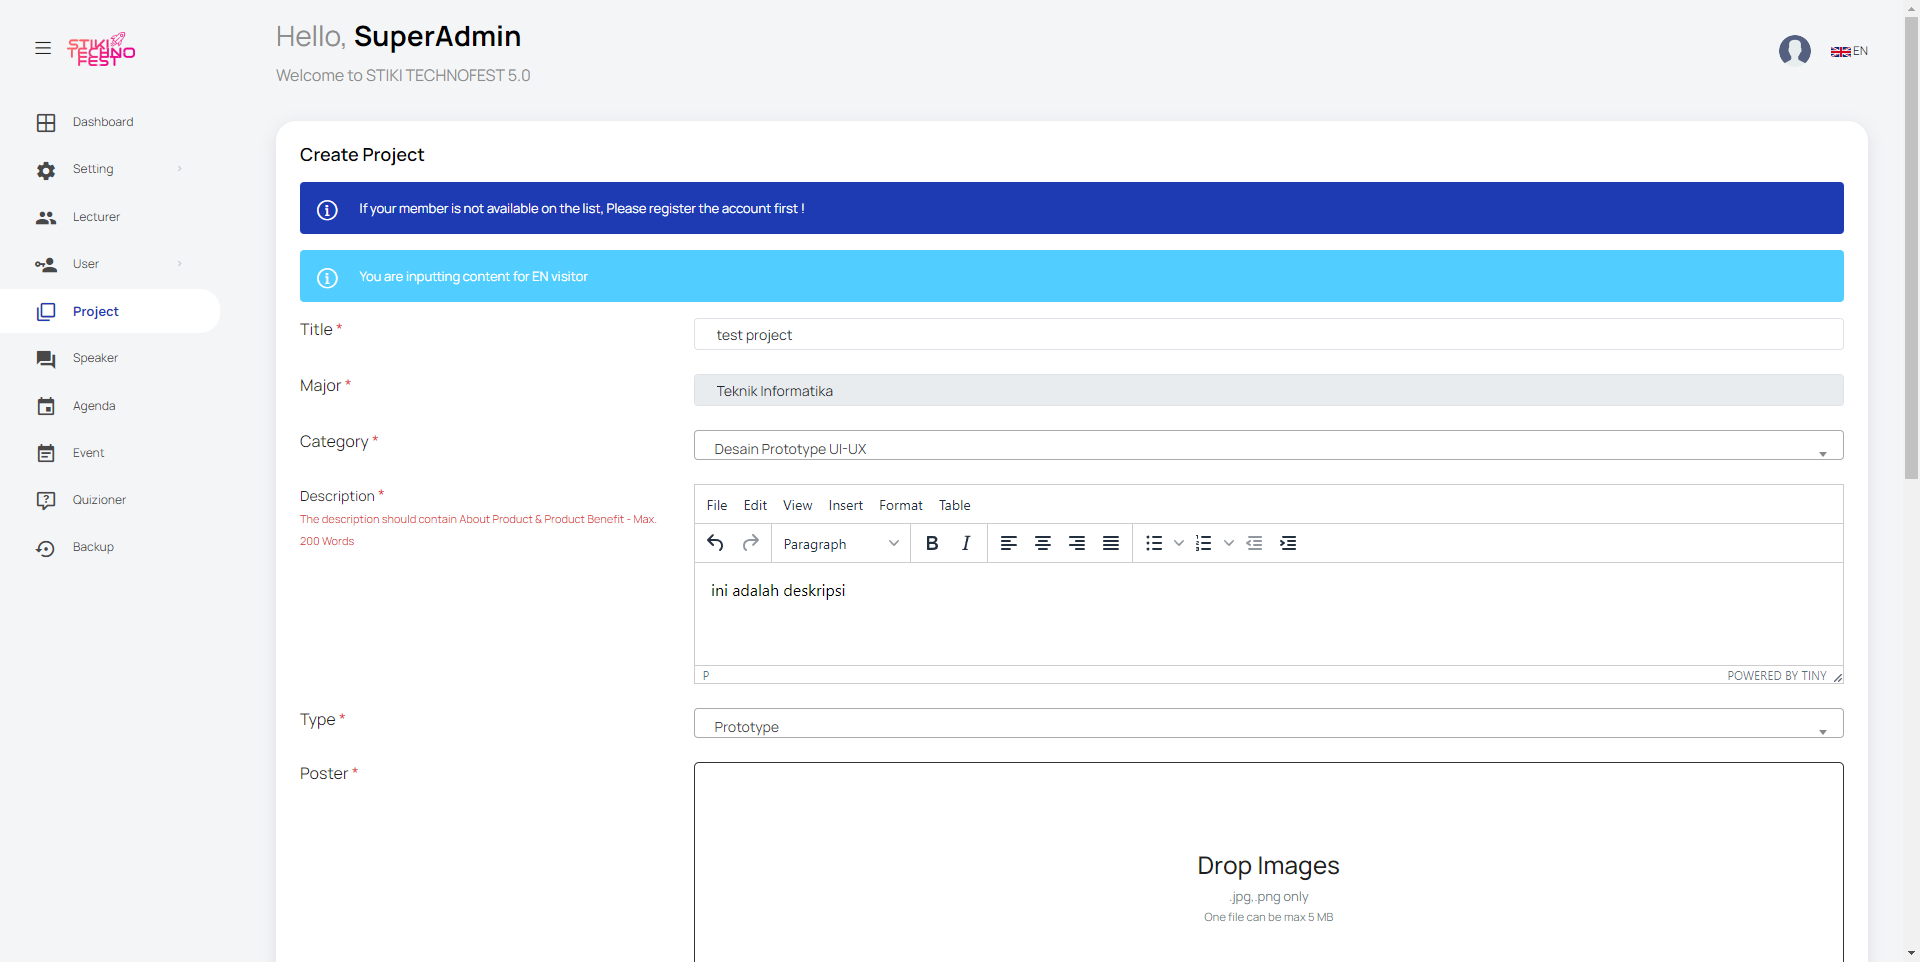 STIKI
TECHNO
FEST
Hello, SuperAdmin
Welcome to STIKI TECHNOFEST 5.0
EN
Dashboard
Setting
Lecturer
User
Project
Speaker
Agenda
Event
Quizioner
Backup
Create Project
If your member is not available on the list, Please register the account first !
You are inputting content for EN visitor
Title *
test project
Major *
Teknik Informatika
Category *
Desain Prototype UI-UX
Description *
The description should contain About Product & Product Benefit - Max.
200 Words
File Edit View Insert Format Table
Paragraph B I
ini adalah deskripsi
P
POWERED BY TINY
Type *
Prototype
Poster *
Drop Images
.jpg,.png only
One file can be max 5 MB